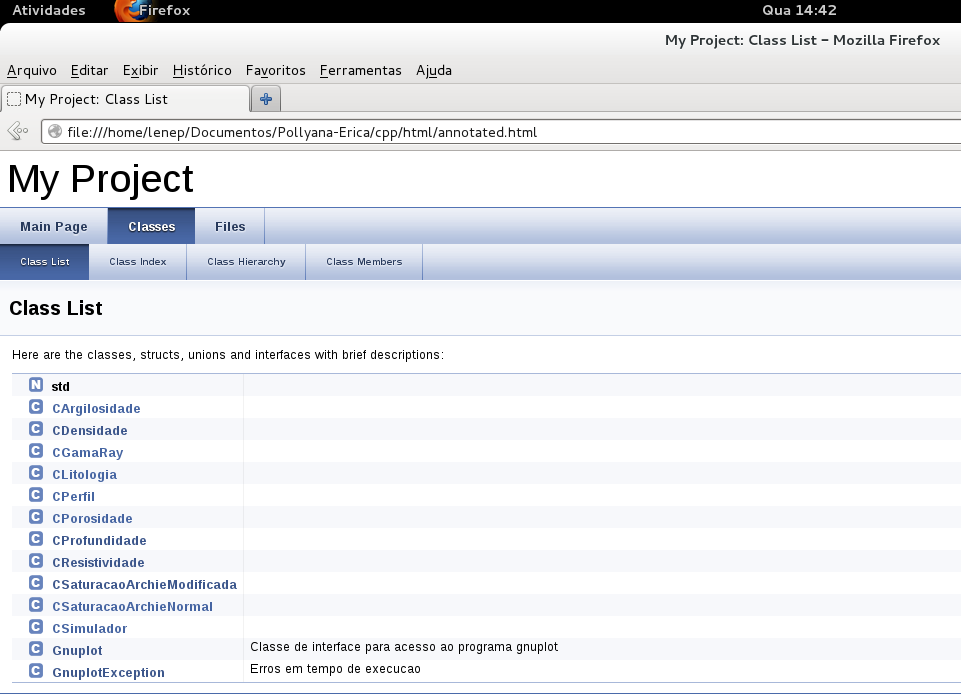 Atividades Firefox Qua 14:42
My Project: Class List - Mozilla Firefox
Arquivo Editar Exibir Histórico Favoritos Ferramentas Ajuda
My Project: Class List
file:///home/lenep/Documentos/Pollyana-Erica/cpp/html/annotated.html
My Project
Main Page Classes Files
Class List Class Index Class Hierarchy Class Members
Class List
Here are the classes, structs, unions and interfaces with brief descriptions:
N std
C CArgilosidade
C CDensidade
C CGamaRay
C CLitologia
C CPerfil
C CPorosidade
C CProfundidade
C CResistividade
C CSaturacaoArchieModificada
C CSaturacaoArchieNormal
C CSimulador
C Gnuplot Classe de interface para acesso ao programa gnuplot
C GnuplotException Erros em tempo de execucao